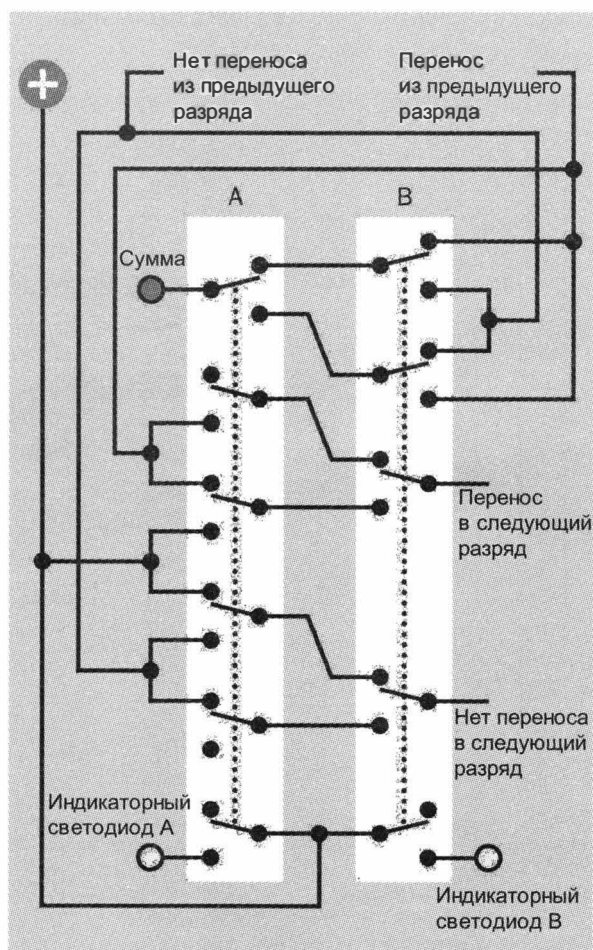 Нет переноса
из предыдущего
разряда
Перенос
из предыдущего
разряда
A
B
Сумма
Перенос
в следующий
разряд
Нет переноса
в следующий
разряд
Индикаторный
светодиод A
Индикаторный
светодиод B